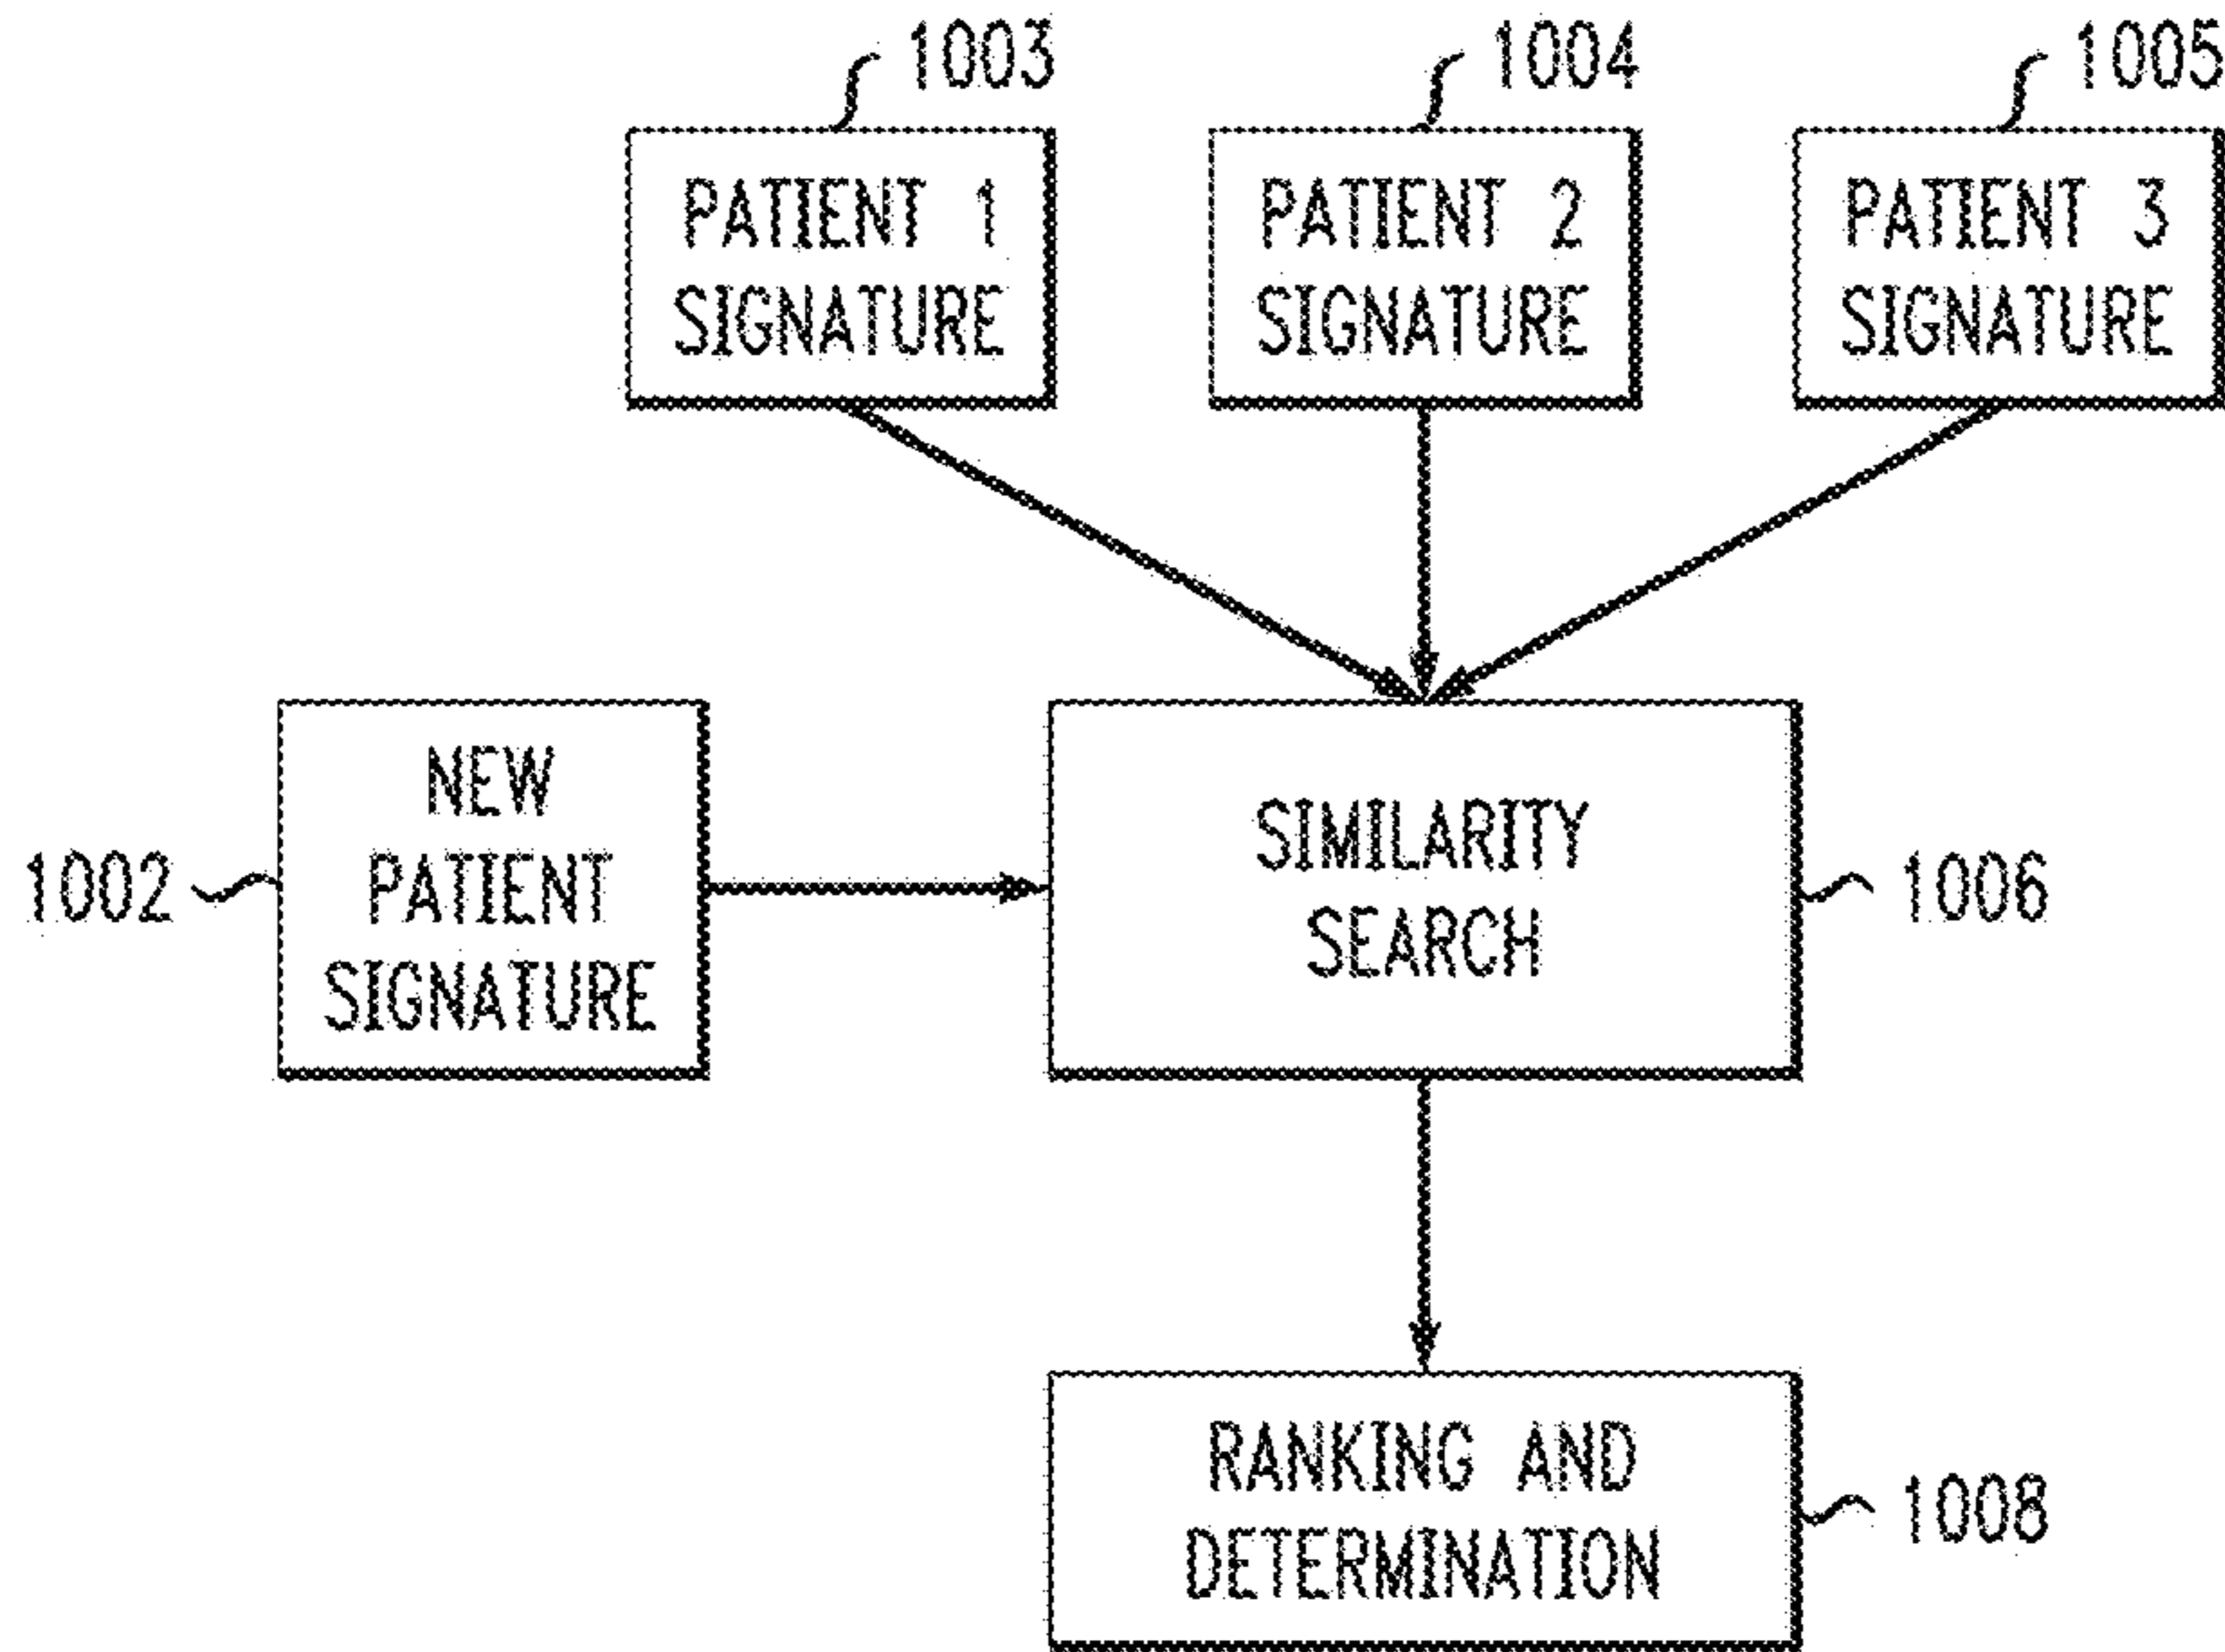 1003
1004
1005
PATIENT 1
SIGNATURE
PATIENT 2
SIGNATURE
PATIENT 3
SIGNATURE
1002
NEW
PATIENT
SIGNATURE
SIMILARITY
SEARCH
1006
RANKING AND
DETERMINATION
1008